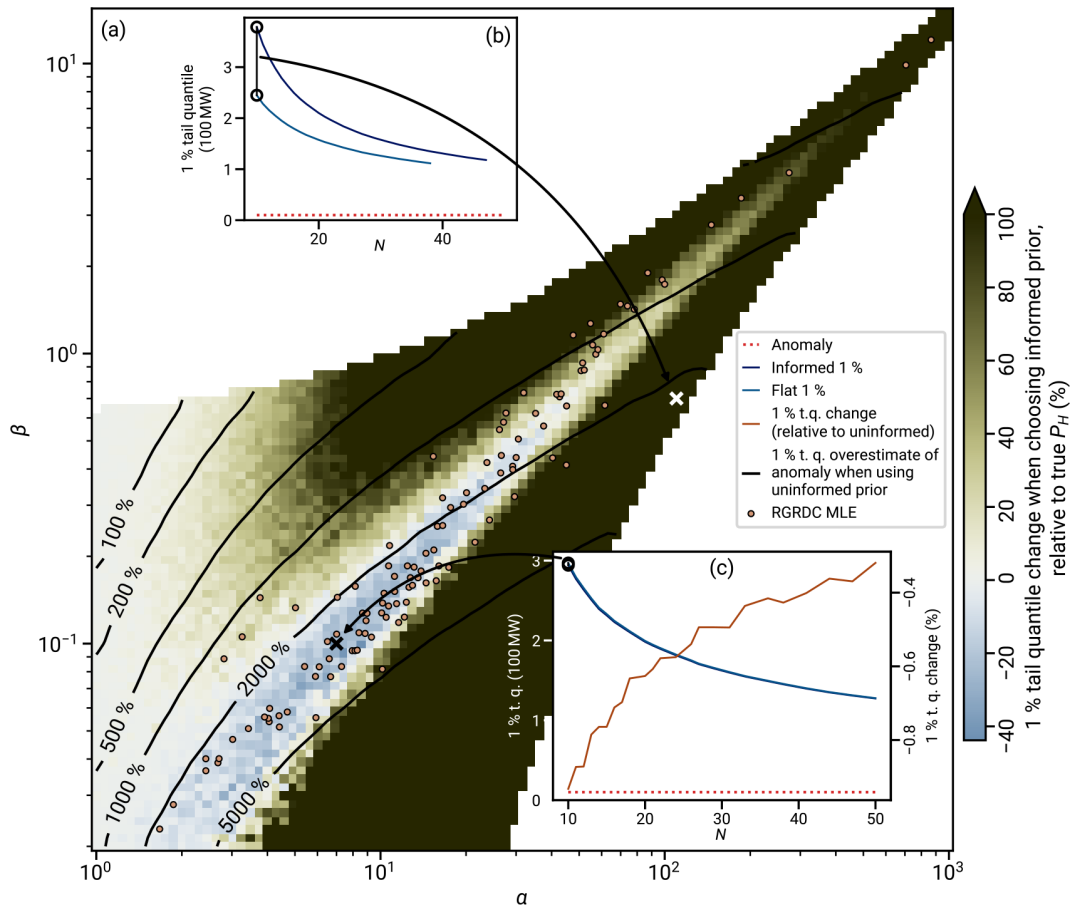 (a)
(b)
1 % tail quantile
(100 MW)
3
2
1
0
20
40
N
10¹
10⁰
10⁻¹
β
10⁰
10¹
10²
10³
α
100 %
200 %
500 %
1000 %
2000 %
5000 %
Anomaly
Informed 1 %
Flat 1 %
1 % t.q. change
(relative to uninformed)
1 % t. q. overestimate of
anomaly when using
uninformed prior
RGRDC MLE
(c)
1 % t. q. (100 MW)
3
2
1
0
10
20
30
40
50
N
−0.4
−0.6
−0.8
1 % t. q. change (%)
100
80
60
40
20
0
−20
−40
1 % tail quantile change when choosing informed prior,
relative to true P_H (%)